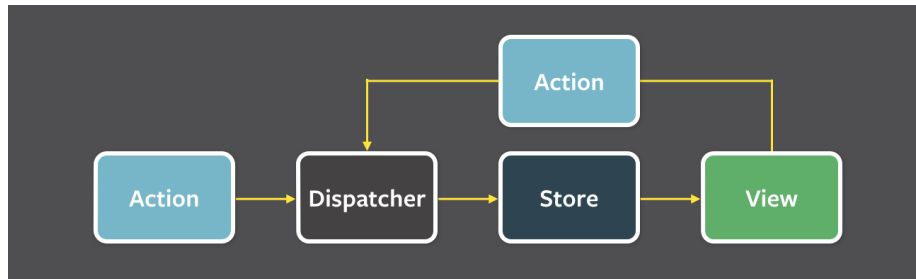 Action
Action
Dispatcher
Store
View